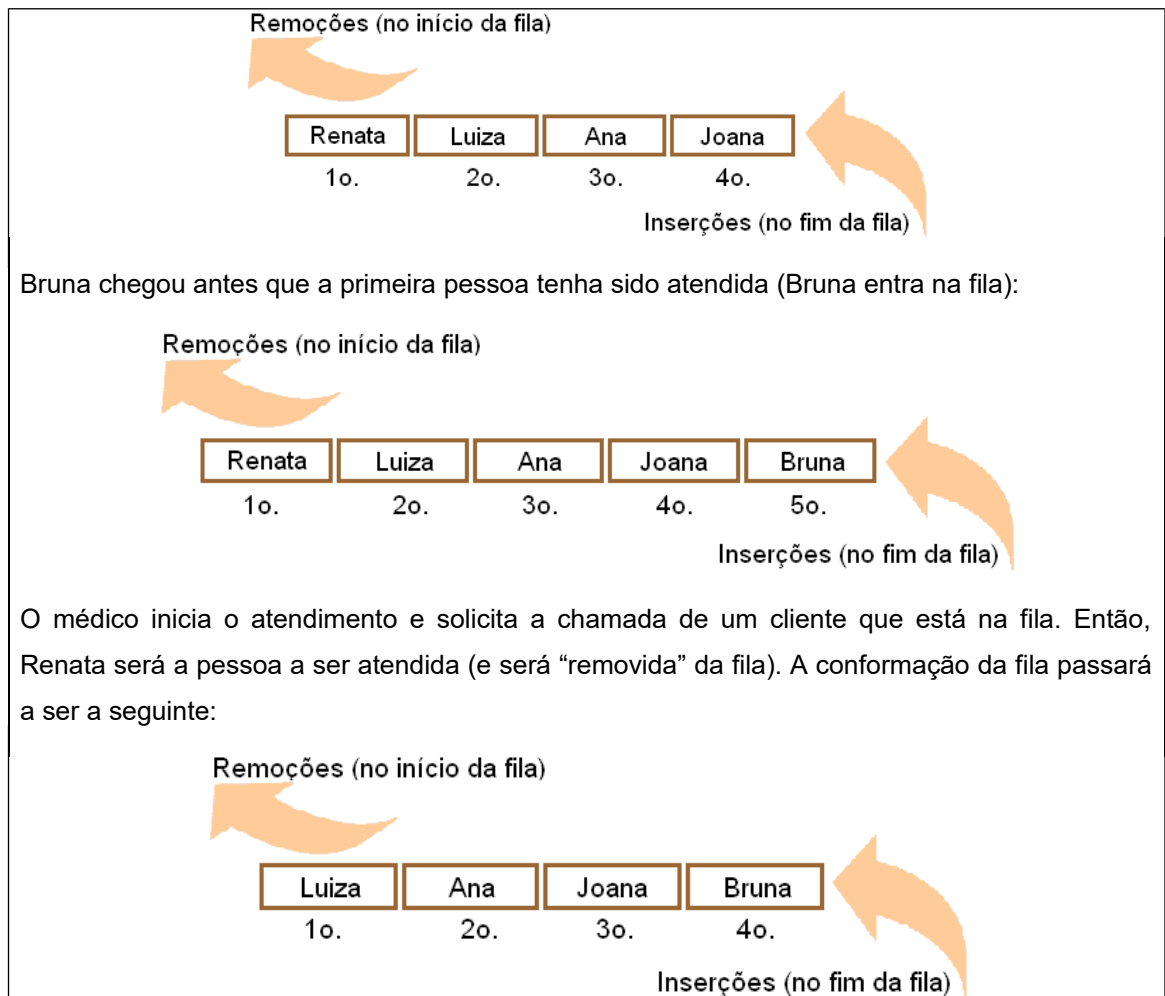 Remoções (no início da fila)
Renata Luiza Ana Joana
1o. 2o. 3o. 4o.
Inserções (no fim da fila)
Bruna chegou antes que a primeira pessoa tenha sido atendida (Bruna entra na fila):
Remoções (no início da fila)
Renata Luiza Ana Joana Bruna
1o. 2o. 3o. 4o. 5o.
Inserções (no fim da fila)
O médico inicia o atendimento e solicita a chamada de um cliente que está na fila. Então,
Renata será a pessoa a ser atendida (e será “removida” da fila). A conformação da fila passará
a ser a seguinte:
Remoções (no início da fila)
Luiza Ana Joana Bruna
1o. 2o. 3o. 4o.
Inserções (no fim da fila)